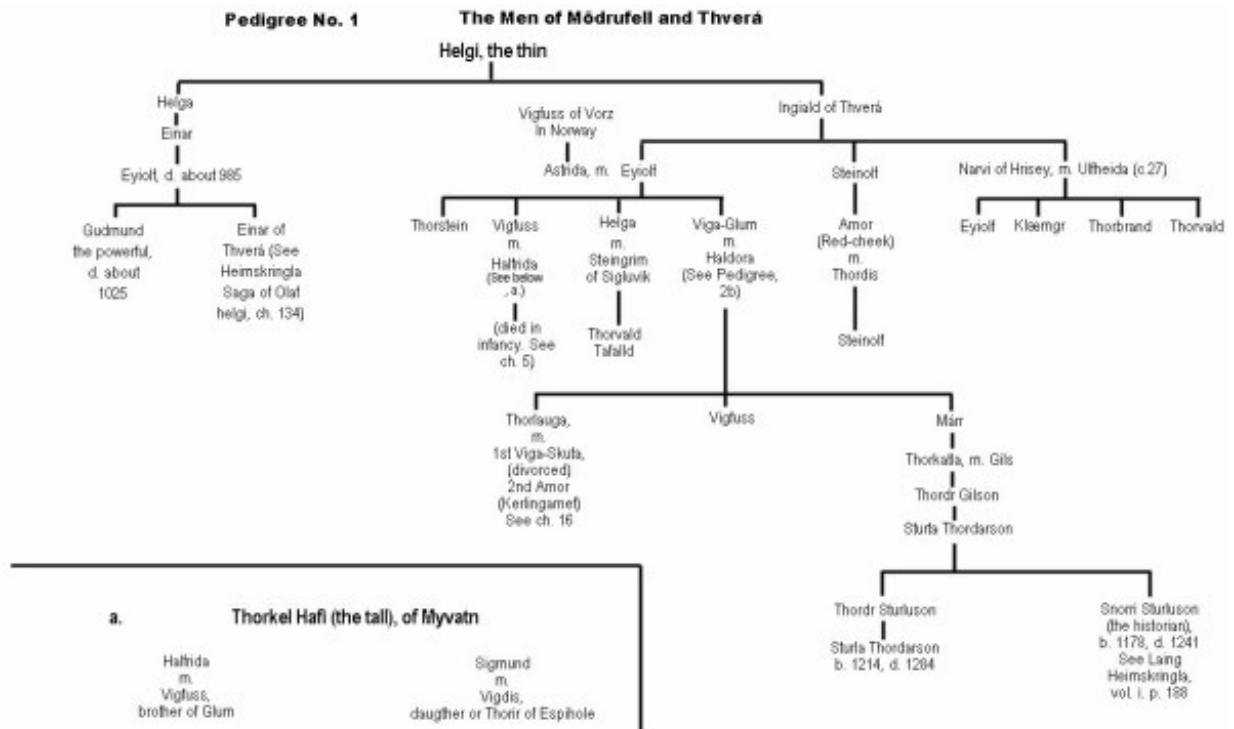 Pedigree No. 1 The Men of Mödrufell and Thverá
Helgi, the thin
Helga
Einar
Eyiolf, d. about 985
Gudmund
the powerful,
d. about
1025
Einar of
Thverá (See
Heimskringla
Saga of Olaf
helgi, ch. 134)
Vigfuss of Vorz
In Norway
Astrida, m. Eyiolf
Ingiald of Thverá
Steinolf
Narvi of Hrisey, m. Ulfheida (c.27)
Thorstein
Vigfuss
m.
Halfrida
(See below
, a.)
(died in
infancy. See
ch. 5)
Helga
m.
Steingrim
of Sigluvik
Thorvald
Tafalld
Viga-Glum
m.
Haldora
(See Pedigree,
2b)
Arnor
(Red-cheek)
m.
Thordis
Steinolf
Eyiolf
Klæmgr
Thorbrand
Thorvald
Thorlauga,
m.
1st Viga-Skuta,
(divorced)
2nd Arnor
(Kerlingarnef)
See ch. 16
Vigfuss
Márr
Thorkatla, m. Gils
Thordr Gilson
Sturla Thordarson
Thordr Sturluson
Sturla Thordarson
b. 1214, d. 1284
Snorri Sturluson
(the historian),
b. 1178, d. 1241
See Laing
Heimskringla,
vol. i. p. 188
a. Thorkel Hafi (the tall), of Myvatn
Halfrida
m.
Vigfuss,
brother of Glum
Sigmund
m.
Vigdis,
daugther or Thorir of Espihole